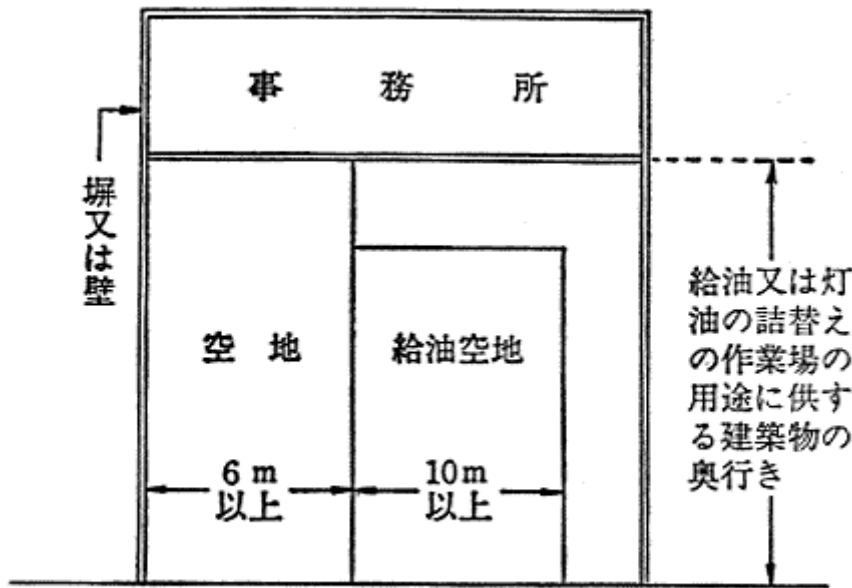 事務所
塀又は壁
空地
給油空地
6m
以上
10m
以上
給油又は灯
油の詰替え
の作業場の
用途に供す
る建築物の
奥行き